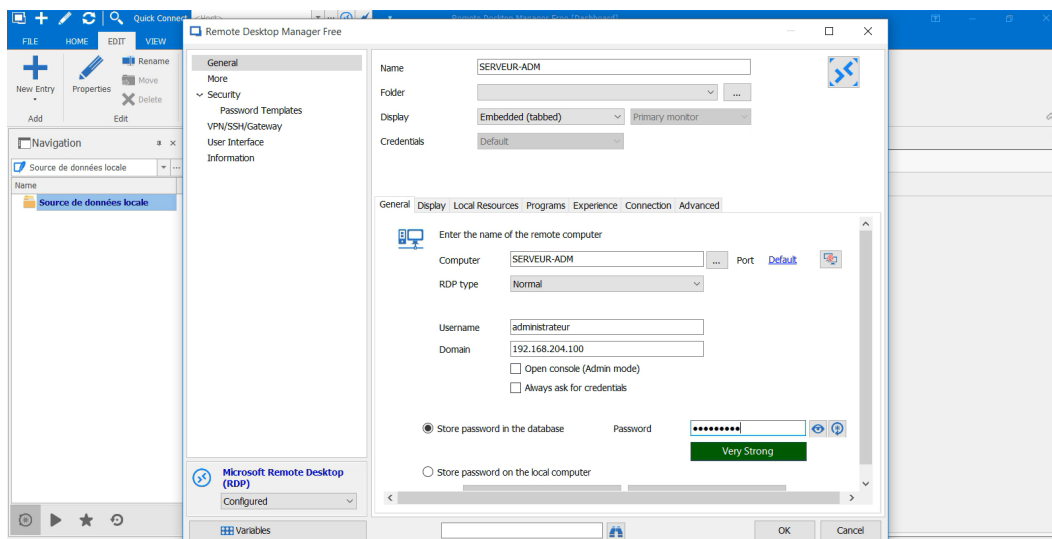 Quick Connect <Host> Remote Desktop Manager Free [Dashboard]
Remote Desktop Manager Free
FILE HOME EDIT VIEW
New Entry
Properties
Rename
Move
Delete
Add Edit
Navigation
Source de données locale
Name
Source de données locale
General
More
Security
Password Templates
VPN/SSH/Gateway
User Interface
Information
Microsoft Remote Desktop
(RDP)
Configured
Variables
Name SERVEUR-ADM
Folder ...
Display Embedded (tabbed) Primary monitor
Credentials Default
General Display Local Resources Programs Experience Connection Advanced
Enter the name of the remote computer
Computer SERVEUR-ADM ... Port Default
RDP type Normal
Username administrateur
Domain 192.168.204.100
Open console (Admin mode)
Always ask for credentials
Store password in the database Password •••••••••
Very Strong
Store password on the local computer
OK Cancel